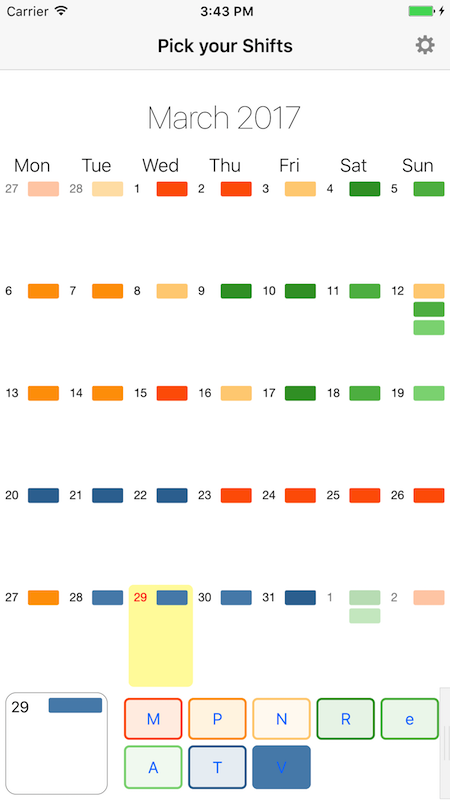 Carrier 3:43 PM
Pick your Shifts
March 2017
Mon Tue Wed Thu Fri Sat Sun
27 28 1 2 3 4 5
6 7 8 9 10 11 12
13 14 15 16 17 18 19
20 21 22 23 24 25 26
27 28 29 30 31 1 2
29
M P N R e
A T V